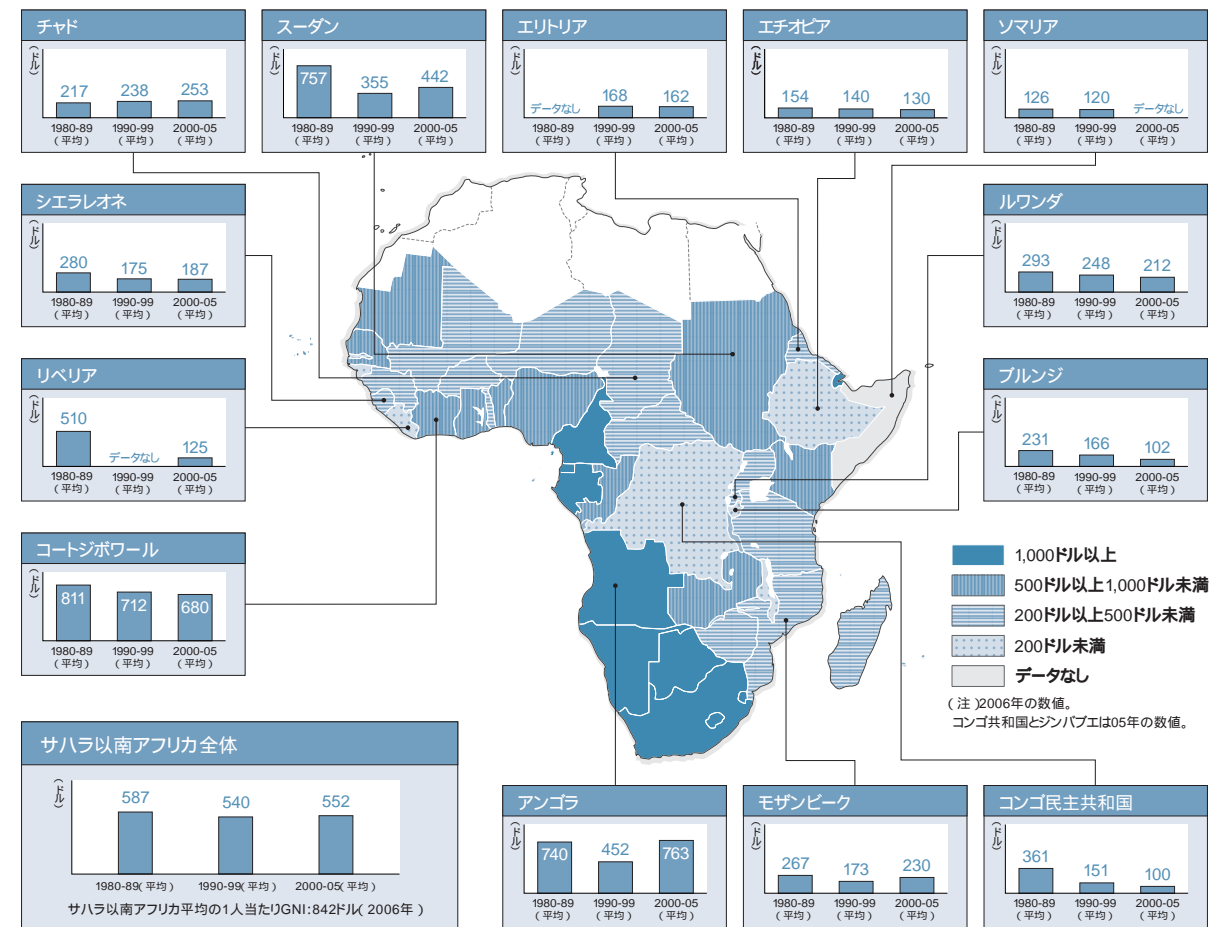 チャド
(ドル)
217 238 253
1980-89 1990-99 2000-05
(平均) (平均) (平均)
スーダン
(ドル)
757 355 442
1980-89 1990-99 2000-05
(平均) (平均) (平均)
エリトリア
(ドル)
データなし 168 162
1980-89 1990-99 2000-05
(平均) (平均) (平均)
エチオピア
(ドル)
154 140 130
1980-89 1990-99 2000-05
(平均) (平均) (平均)
ソマリア
(ドル)
126 120 データなし
1980-89 1990-99 2000-05
(平均) (平均) (平均)
シエラレオネ
(ドル)
280 175 187
1980-89 1990-99 2000-05
(平均) (平均) (平均)
ルワンダ
(ドル)
293 248 212
1980-89 1990-99 2000-05
(平均) (平均) (平均)
リベリア
(ドル)
510 データなし 125
1980-89 1990-99 2000-05
(平均) (平均) (平均)
ブルンジ
(ドル)
231 166 102
1980-89 1990-99 2000-05
(平均) (平均) (平均)
コートジボワール
(ドル)
811 712 680
1980-89 1990-99 2000-05
(平均) (平均) (平均)
1,000ドル以上
500ドル以上1,000ドル未満
200ドル以上500ドル未満
200ドル未満
データなし
(注)2006年の数値。
コンゴ共和国とジンバブエは05年の数値。
サハラ以南アフリカ全体
(ドル)
587 540 552
1980-89(平均) 1990-99(平均) 2000-05(平均)
サハラ以南アフリカ平均の1人当たりGNI:842ドル(2006年)
アンゴラ
(ドル)
740 452 763
1980-89 1990-99 2000-05
(平均) (平均) (平均)
モザンビーク
(ドル)
267 173 230
1980-89 1990-99 2000-05
(平均) (平均) (平均)
コンゴ民主共和国
(ドル)
361 151 100
1980-89 1990-99 2000-05
(平均) (平均) (平均)